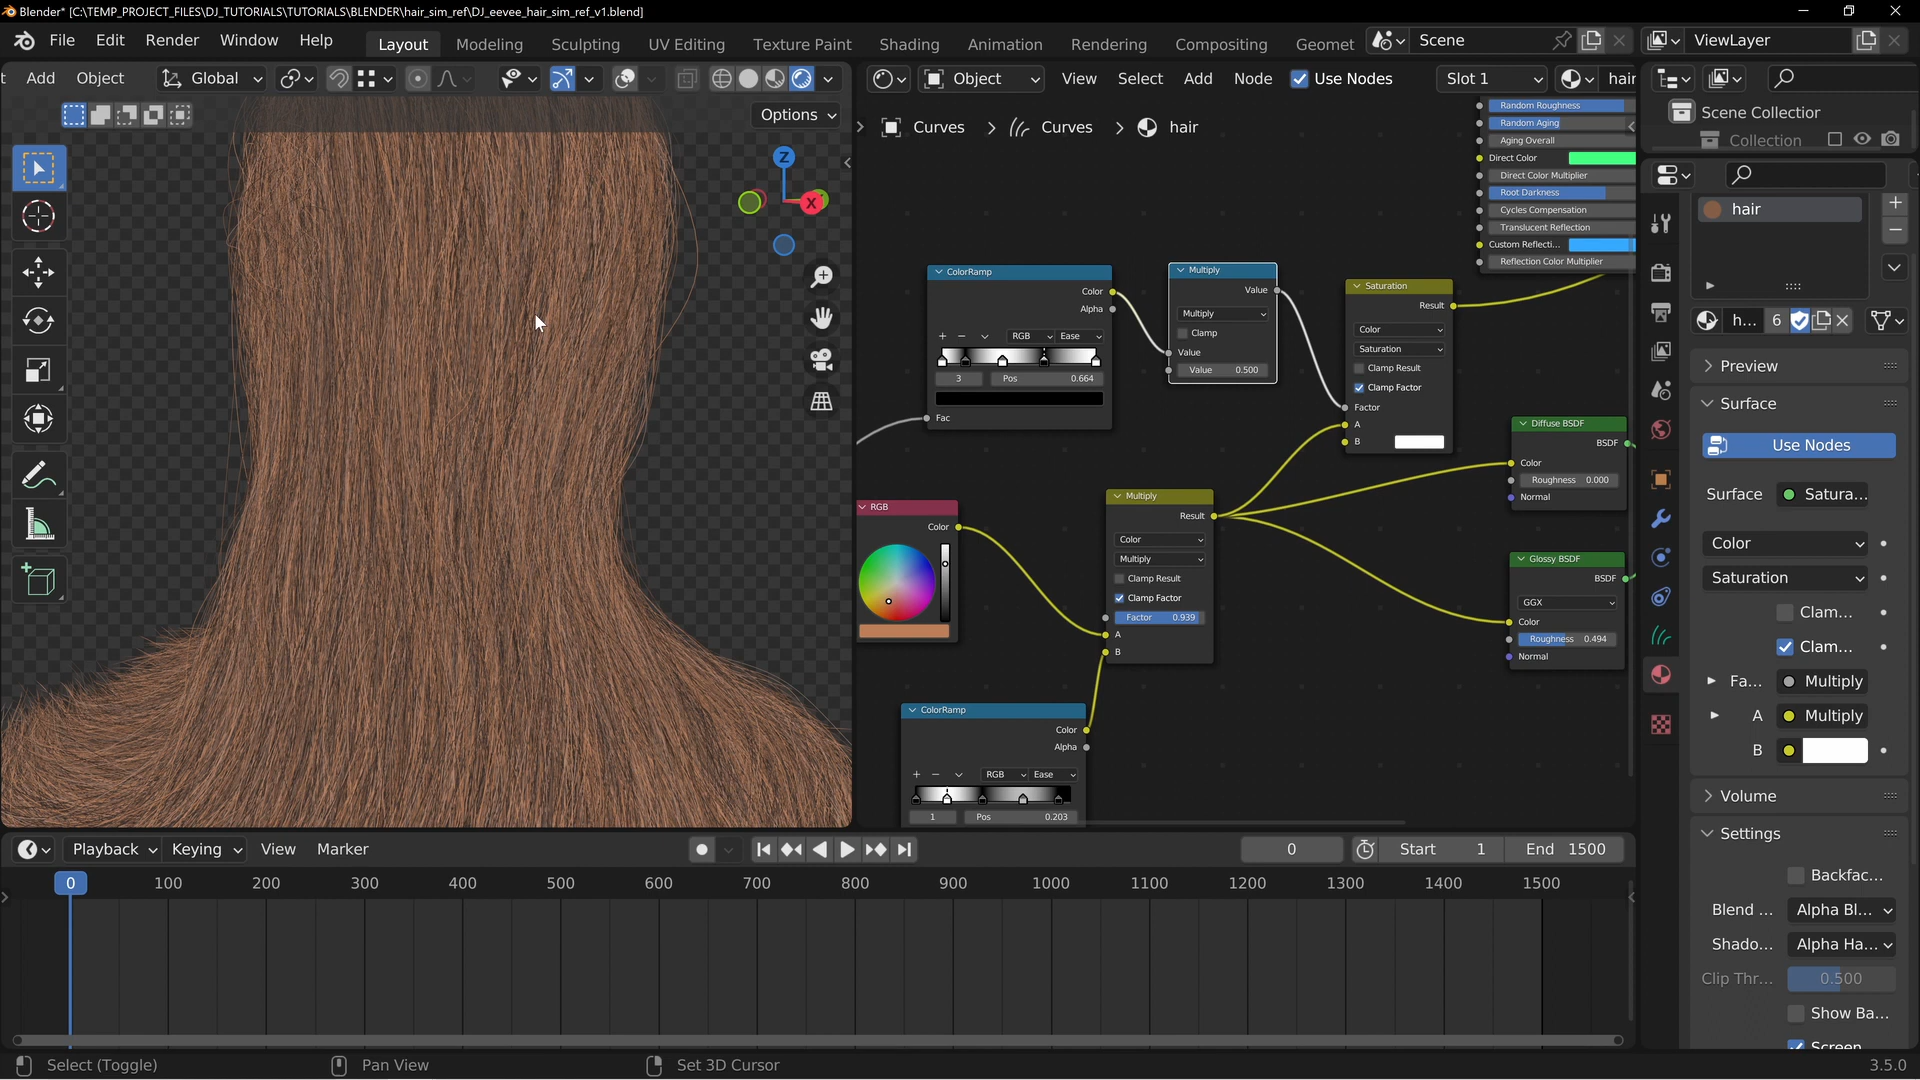 Blender* [C:\TEMP_PROJECT_FILES\DJ_TUTORIALS\TUTORIALS\BLENDER\hair_sim_ref\DJ_eevee_hair_sim_ref_v1.blend]
File Edit Render Window Help Layout Modeling Sculpting UV Editing Texture Paint Shading Animation Rendering Compositing Geomet Scene ViewLayer
t Add Object Global Object View Select Add Node Use Nodes Slot 1 hair
Options
Z
X
Curves Curves hair
Random Roughness
Random Aging
Aging Overall
Direct Color
Direct Color Multiplier
Root Darkness
Cycles Compensation
Translucent Reflection
Custom Reflecti...
Reflection Color Multiplier
ColorRamp
Color
Alpha
RGB Ease
3 Pos 0.664
Fac
Multiply
Value
Multiply
Clamp
Value
Value 0.500
Saturation
Result
Color
Saturation
Clamp Result
Clamp Factor
Factor
A
B
RGB
Color
Multiply
Result
Color
Multiply
Clamp Result
Clamp Factor
Factor 0.939
A
B
Diffuse BSDF
BSDF
Color
Roughness 0.000
Normal
Glossy BSDF
BSDF
GGX
Color
Roughness 0.494
Normal
ColorRamp
Color
Alpha
RGB Ease
1 Pos 0.203
Scene Collection
Collection
hair
h... 6
Preview
Surface
Use Nodes
Surface Satura...
Color
Saturation
Clam...
Clam...
Fa... Multiply
A Multiply
B
Volume
Settings
Backfac...
Blend ... Alpha Bl...
Shado... Alpha Ha...
Clip Thr... 0.500
Show Ba...
Screen
Playback Keying View Marker 0 Start 1 End 1500
0 100 200 300 400 500 600 700 800 900 1000 1100 1200 1300 1400 1500
Select (Toggle) Pan View Set 3D Cursor 3.5.0